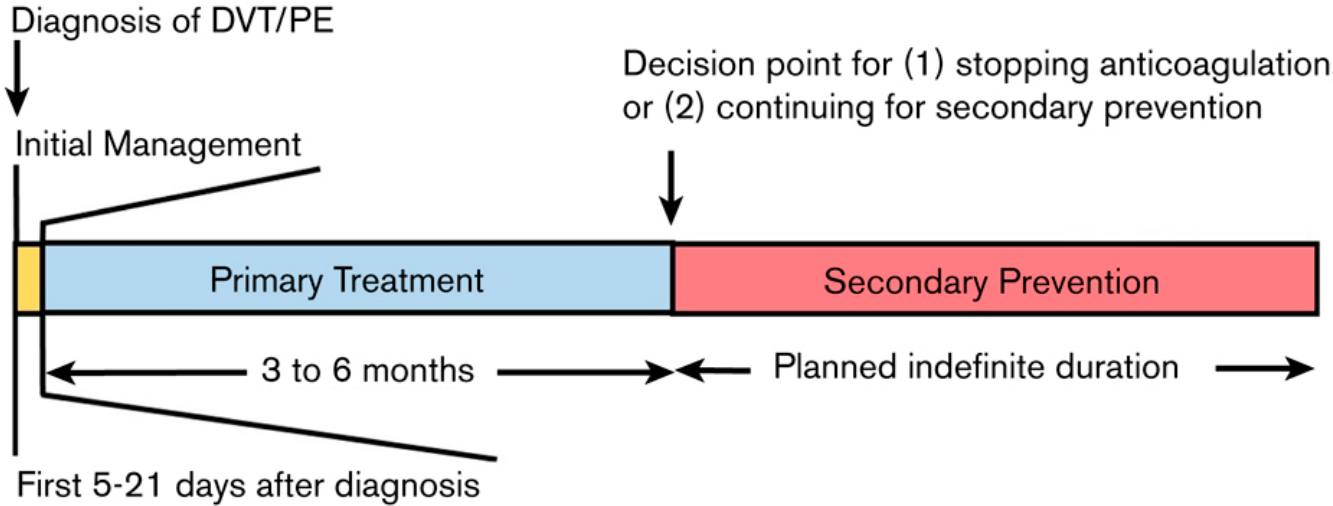 Diagnosis of DVT/PE
Decision point for (1) stopping anticoagulation
or (2) continuing for secondary prevention
Initial Management
Primary Treatment
Secondary Prevention
3 to 6 months
Planned indefinite duration
First 5-21 days after diagnosis